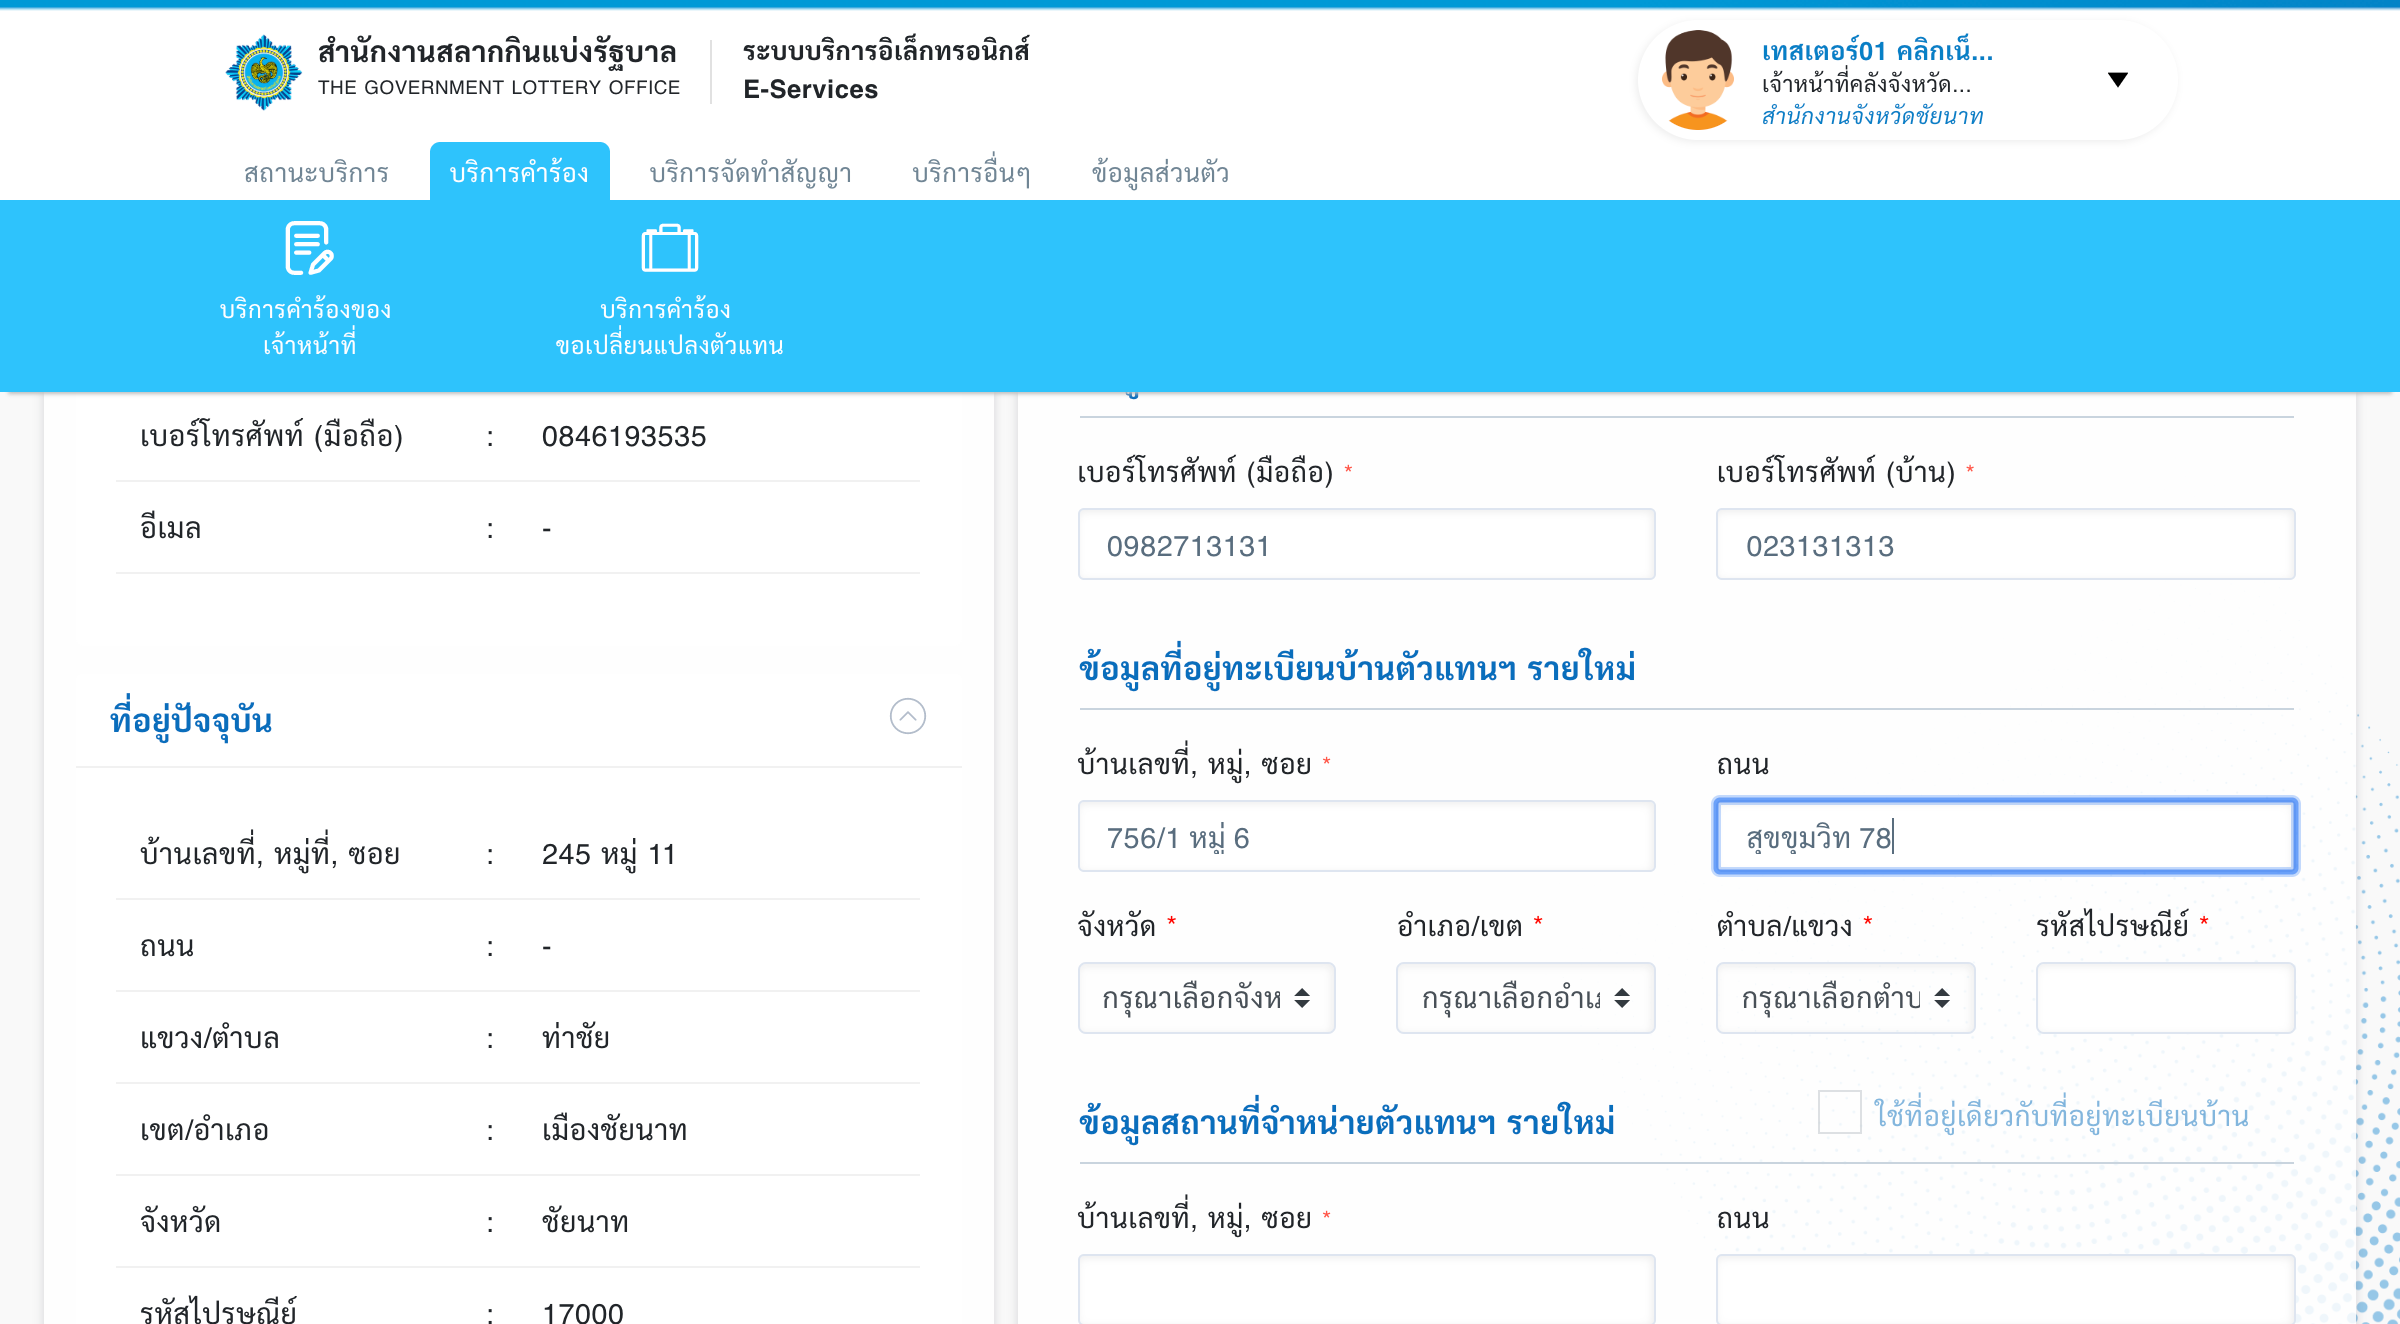 สำนักงานสลากกินแบ่งรัฐบาล
THE GOVERNMENT LOTTERY OFFICE
ระบบบริการอิเล็กทรอนิกส์
E-Services
เทสเตอร์01 คลิกเน็...
เจ้าหน้าที่คลังจังหวัด...
สำนักงานจังหวัดชัยนาท
สถานะบริการ
บริการคำร้อง
บริการจัดทำสัญญา
บริการอื่นๆ
ข้อมูลส่วนตัว
บริการคำร้องของ
เจ้าหน้าที่
บริการคำร้อง
ขอเปลี่ยนแปลงตัวแทน
เบอร์โทรศัพท์ (มือถือ) : 0846193535
อีเมล : -
ที่อยู่ปัจจุบัน
บ้านเลขที่, หมู่ที่, ซอย : 245 หมู่ 11
ถนน : -
แขวง/ตำบล : ท่าชัย
เขต/อำเภอ : เมืองชัยนาท
จังหวัด : ชัยนาท
รหัสไปรษณีย์ : 17000
เบอร์โทรศัพท์ (มือถือ) *
0982713131
เบอร์โทรศัพท์ (บ้าน) *
023131313
ข้อมูลที่อยู่ทะเบียนบ้านตัวแทนฯ รายใหม่
บ้านเลขที่, หมู่, ซอย *
756/1 หมู่ 6
ถนน
สุขขุมวิท 78
จังหวัด *
กรุณาเลือกจังห
อำเภอ/เขต *
กรุณาเลือกอำเภ
ตำบล/แขวง *
กรุณาเลือกตำบ
รหัสไปรษณีย์ *
ข้อมูลสถานที่จำหน่ายตัวแทนฯ รายใหม่
ใช้ที่อยู่เดียวกับที่อยู่ทะเบียนบ้าน
บ้านเลขที่, หมู่, ซอย *
ถนน